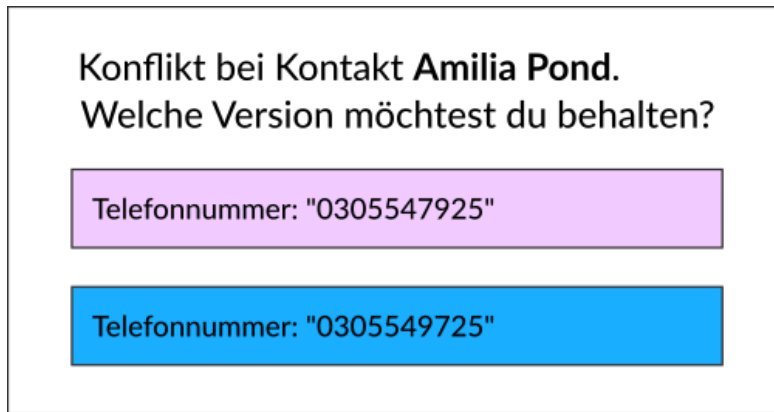 Konflikt bei Kontakt Amilia Pond.
Welche Version möchtest du behalten?
Telefonnummer: "0305547925"
Telefonnummer: "0305549725"